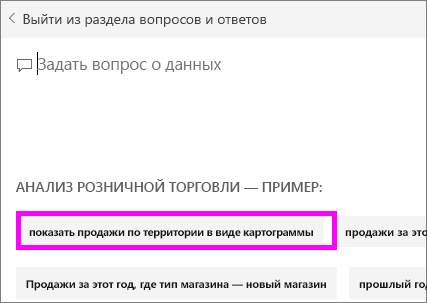 Выйти из раздела вопросов и ответов
Задать вопрос о данных
АНАЛИЗ РОЗНИЧНОЙ ТОРГОВЛИ — ПРИМЕР:
показать продажи по территории в виде картограммы продажи за это
Продажи за этот год, где тип магазина — новый магазин прошлый год